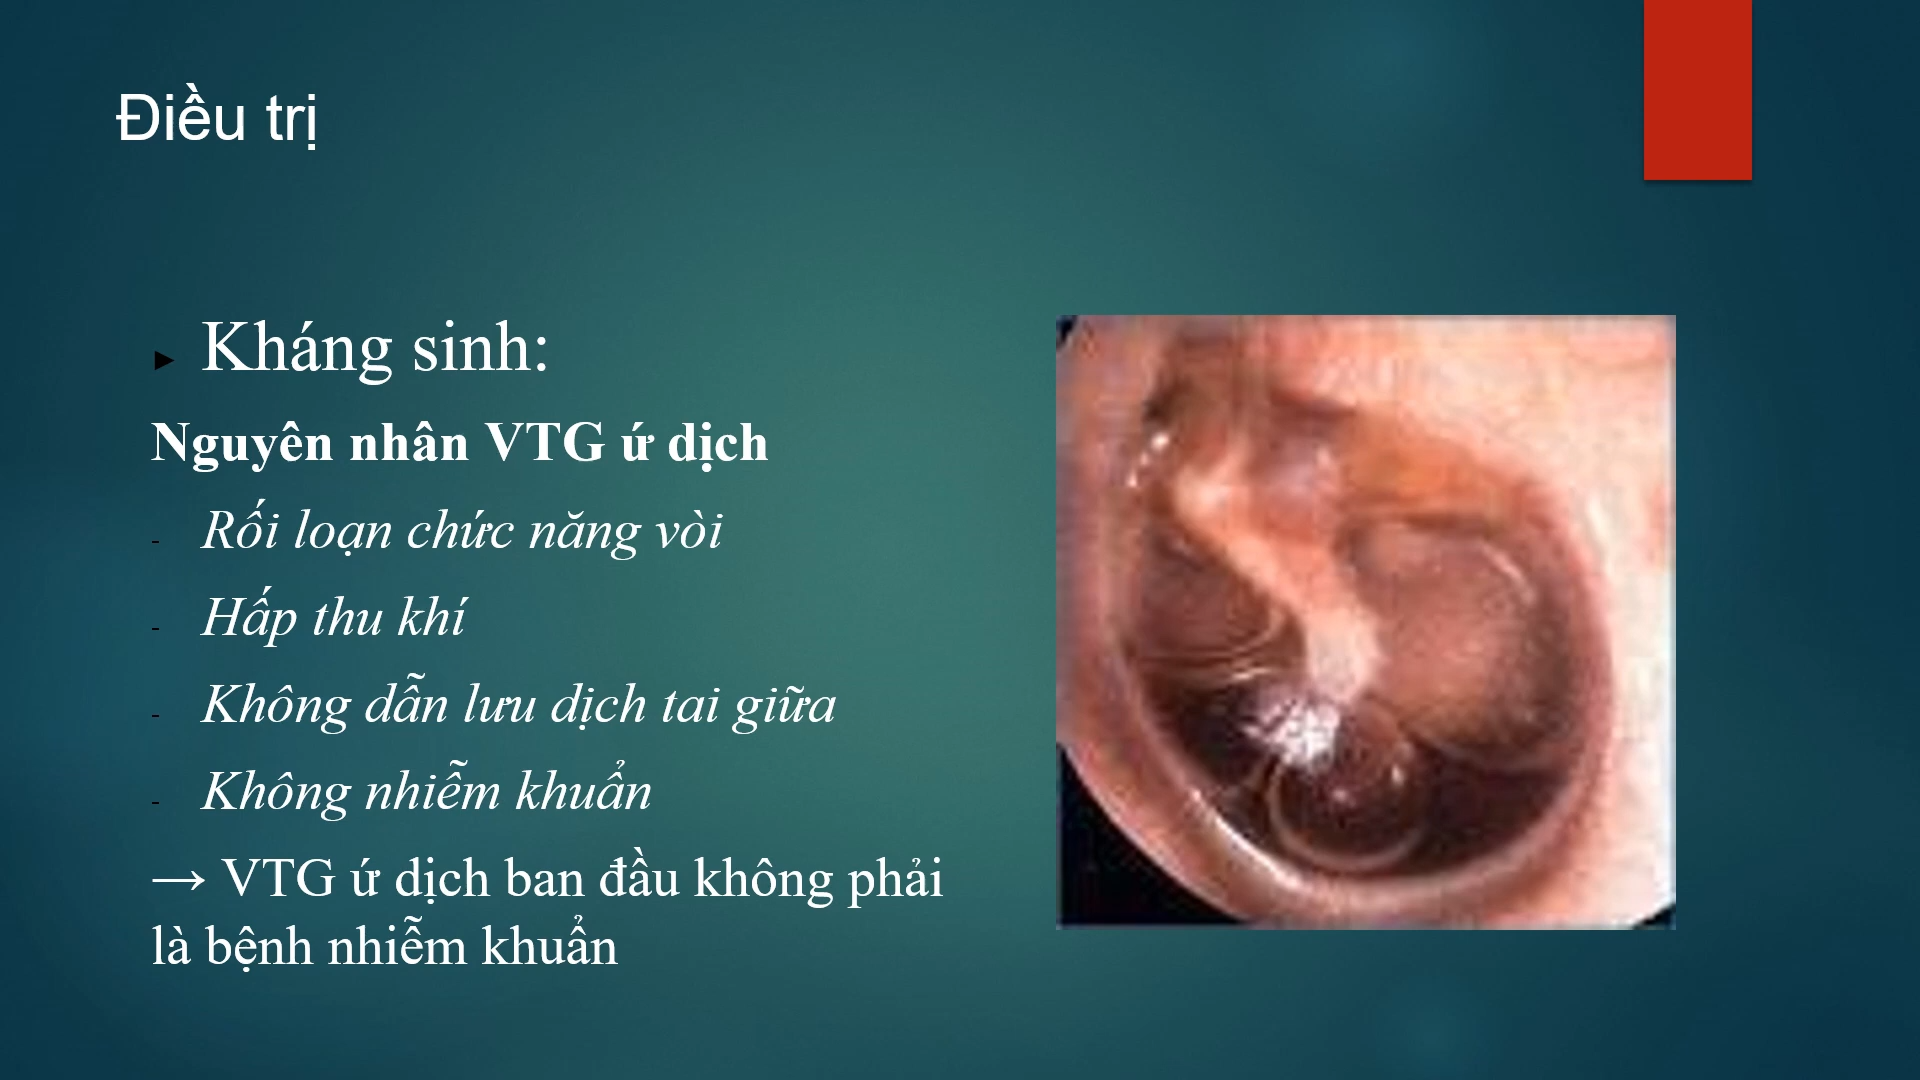 Điều trị
► Kháng sinh:
Nguyên nhân VTG ứ dịch
- Rối loạn chức năng vòi
- Hấp thu khí
- Không dẫn lưu dịch tai giữa
- Không nhiễm khuẩn
→ VTG ứ dịch ban đầu không phải
là bệnh nhiễm khuẩn